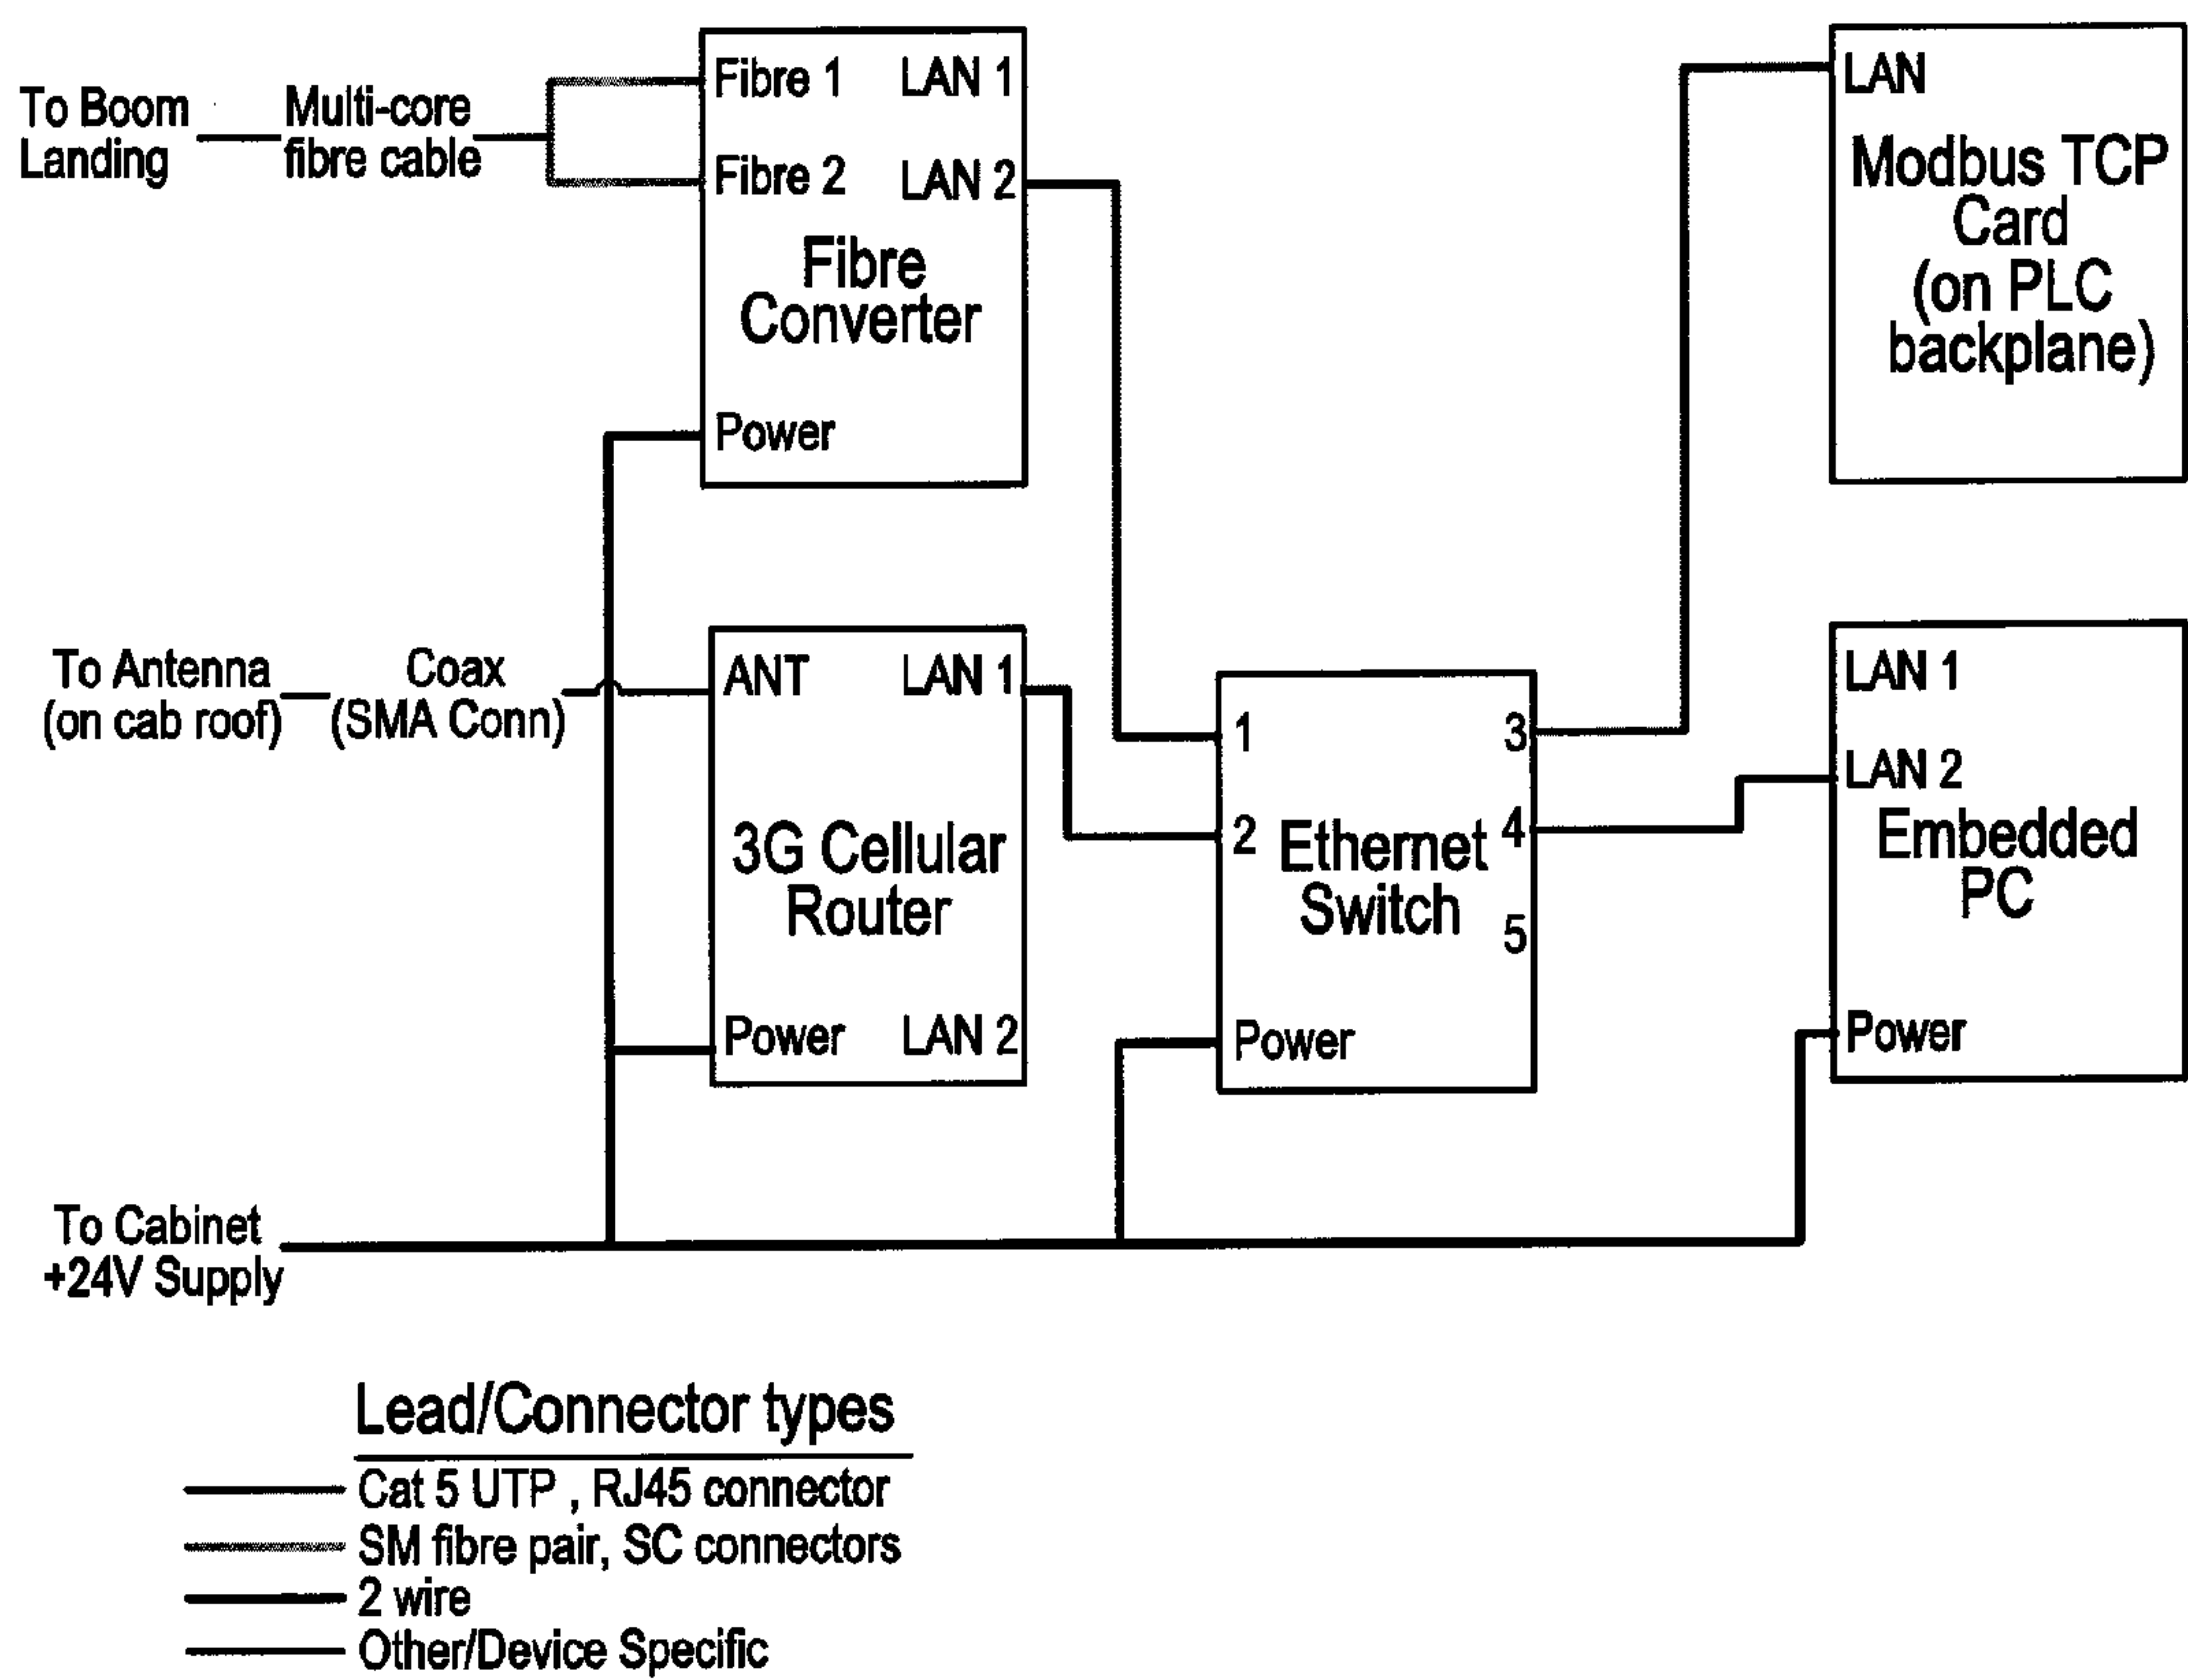 To Boom
Landing
Multi-core
fibre cable
Fibre 1
LAN 1
Fibre 2
LAN 2
Fibre
Converter
Power
LAN
Modbus TCP
Card
(on PLC
backplane)
To Antenna
(on cab roof)
Coax
(SMA Conn)
ANT
LAN 1
3G Cellular
Router
Power
LAN 2
1
3
2
4
Ethernet
Switch
5
Power
LAN 1
LAN 2
Embedded
PC
Power
To Cabinet
+24V Supply
Lead/Connector types
Cat 5 UTP , RJ45 connector
SM fibre pair, SC connectors
2 wire
Other/Device Specific